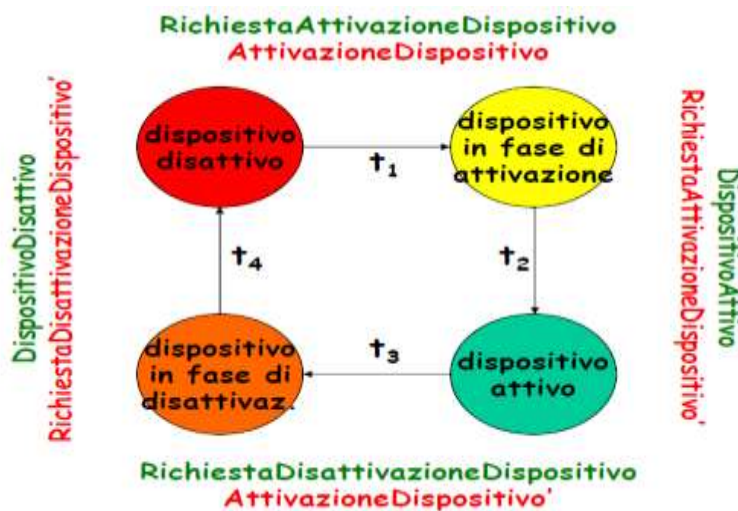 RichiestaAttivazioneDispositivo
AttivazioneDispositivo
dispositivo
disattivo
t1
dispositivo
in fase di
attivazione
DispositivoDisattivo
RichiestaDisattivazioneDispositivo'
DispositivoAttivo
RichiestaAttivazioneDispositivo'
t4
t2
dispositivo
in fase di
disattivaz.
t3
dispositivo
attivo
RichiestaDisattivazioneDispositivo
AttivazioneDispositivo'